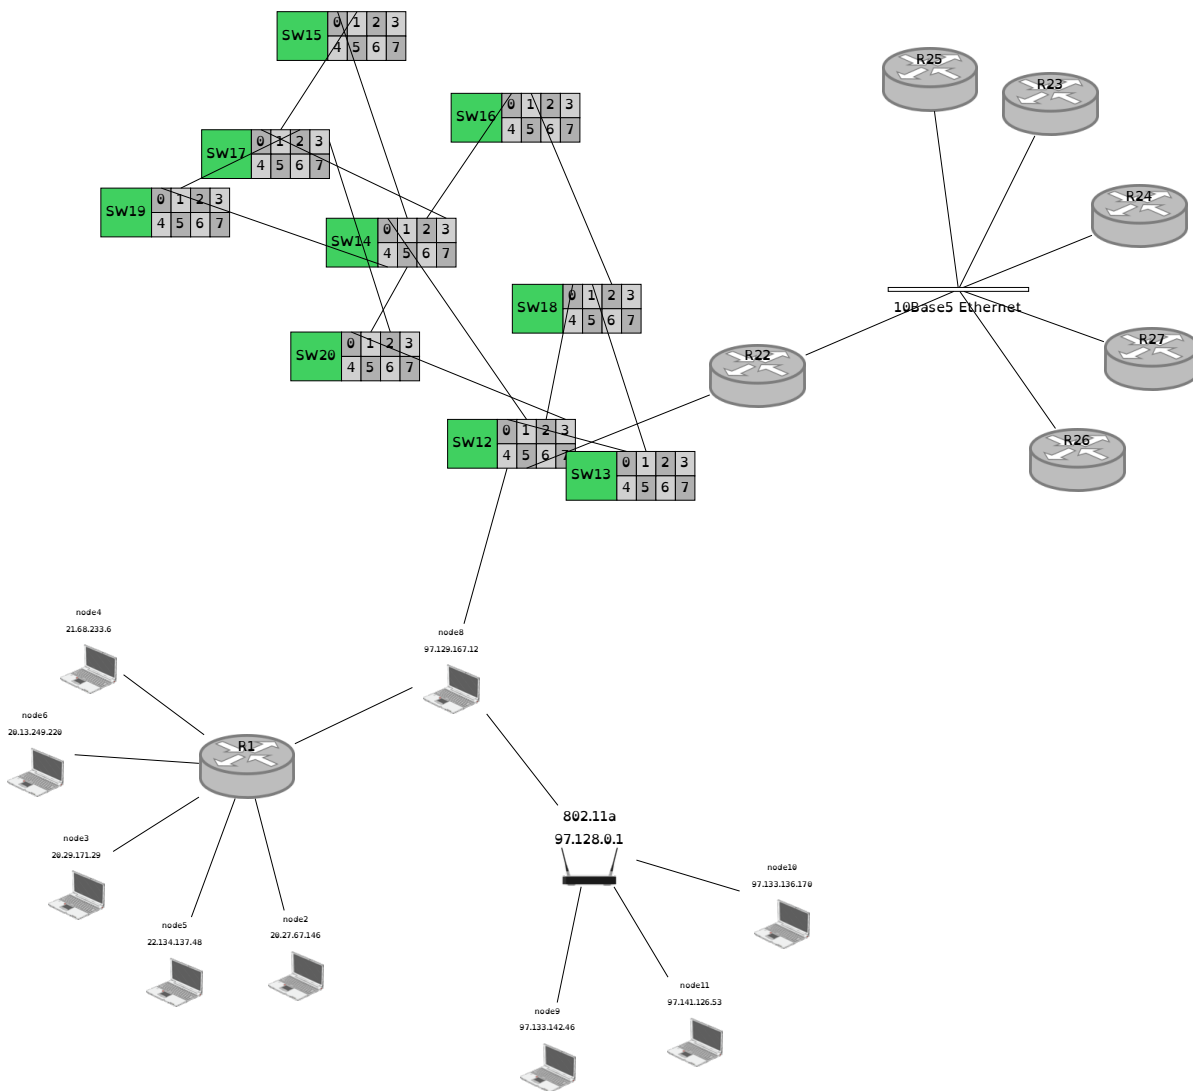 SW15 0 1 2 3
4 5 6 7
R25
R23
SW16 0 1 2 3
4 5 6 7
SW17 0 1 2 3
4 5 6 7
SW19 0 1 2 3
4 5 6 7
R24
SW14 0 1 2 3
4 5 6 7
SW18 0 1 2 3
4 5 6 7
10Base5 Ethernet
SW20 0 1 2 3
4 5 6 7
R22
R27
SW12 0 1 2 3
4 5 6 7
R26
SW13 0 1 2 3
4 5 6 7
node4
21.68.233.6
node8
97.129.167.12
node6
20.13.249.220
R1
802.11a
97.128.0.1
node3
20.29.171.29
node10
97.133.136.170
node5
22.134.137.48
node2
20.27.67.146
node11
97.141.126.53
node9
97.133.142.46